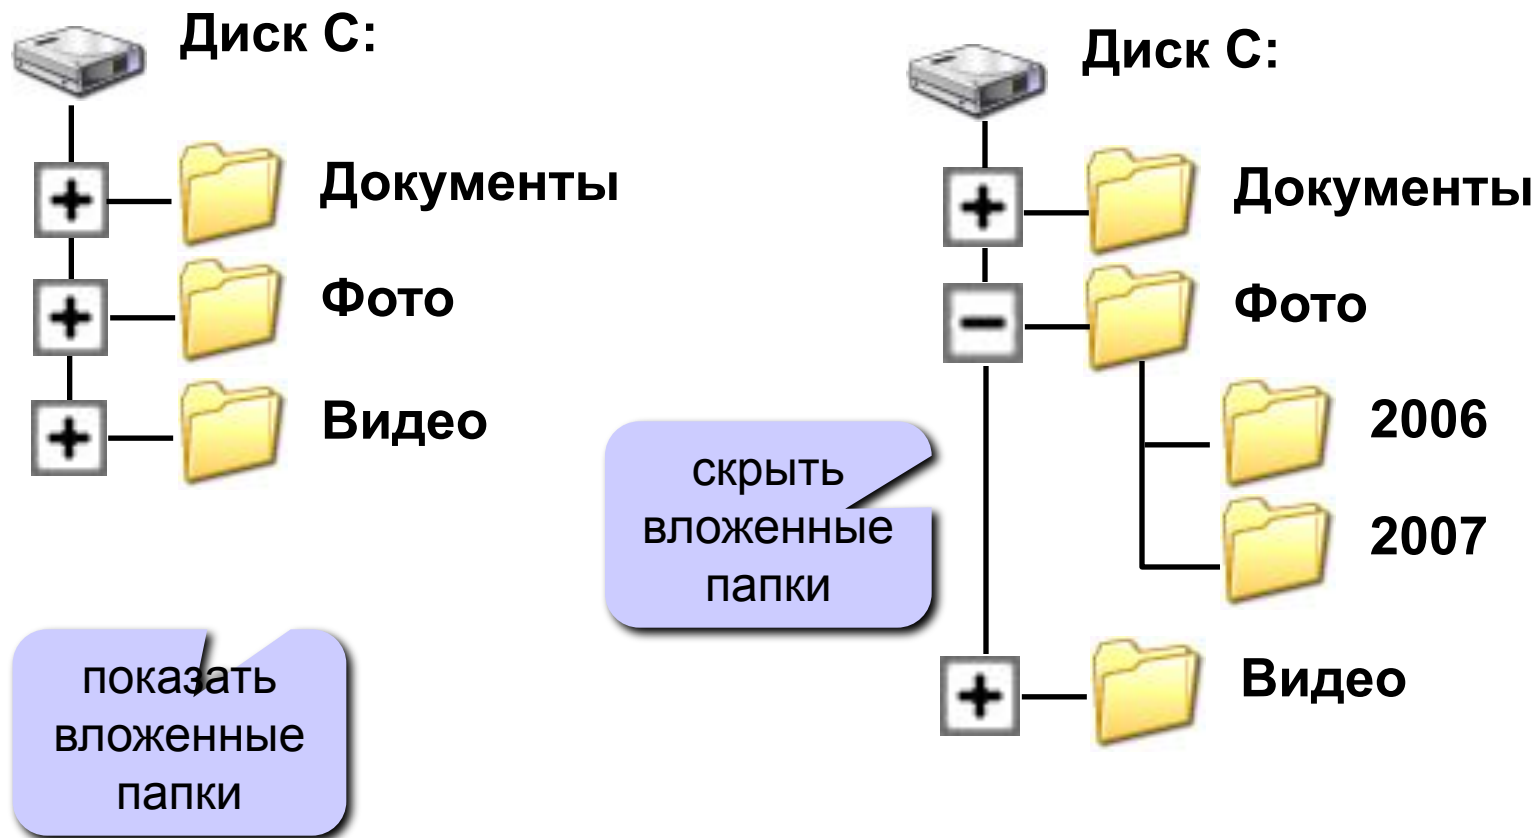 Диск C:
Документы
Фото
Видео
показать
вложенные
папки
Диск C:
Документы
Фото
2006
2007
Видео
скрыть
вложенные
папки